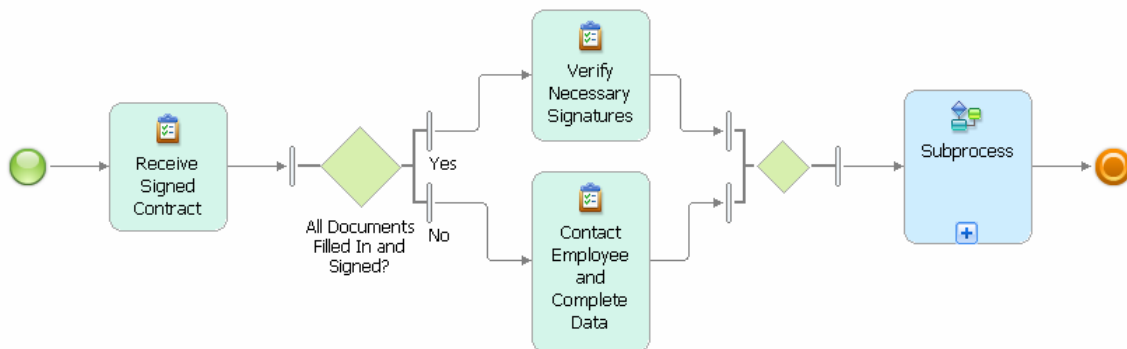 Receive
Signed
Contract
All Documents
Filled In and
Signed?
Yes
No
Verify
Necessary
Signatures
Contact
Employee
and
Complete
Data
Subprocess